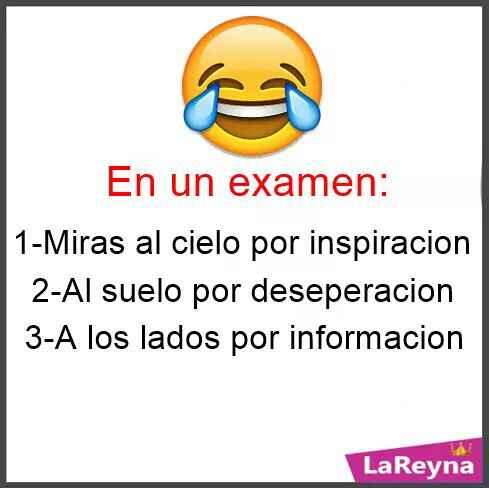 En un examen:
1-Miras al cielo por inspiracion
2-Al suelo por deseperacion
3-A los lados por informacion
LaReyna